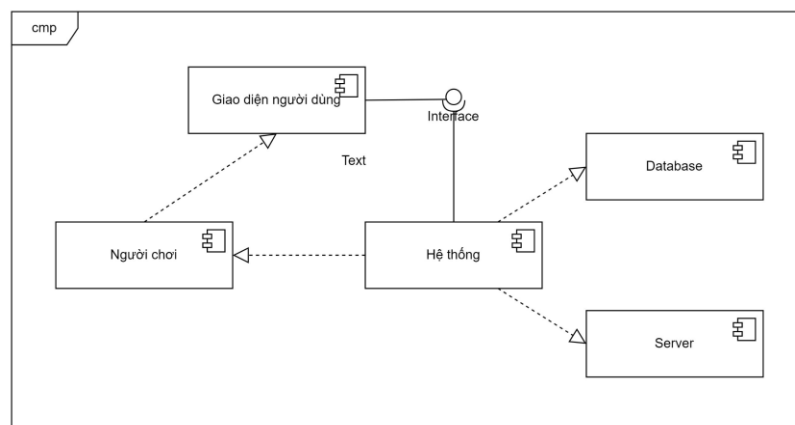 cmp
Giao diện người dùng
Interface
Text
Database
Người chơi
Hệ thống
Server